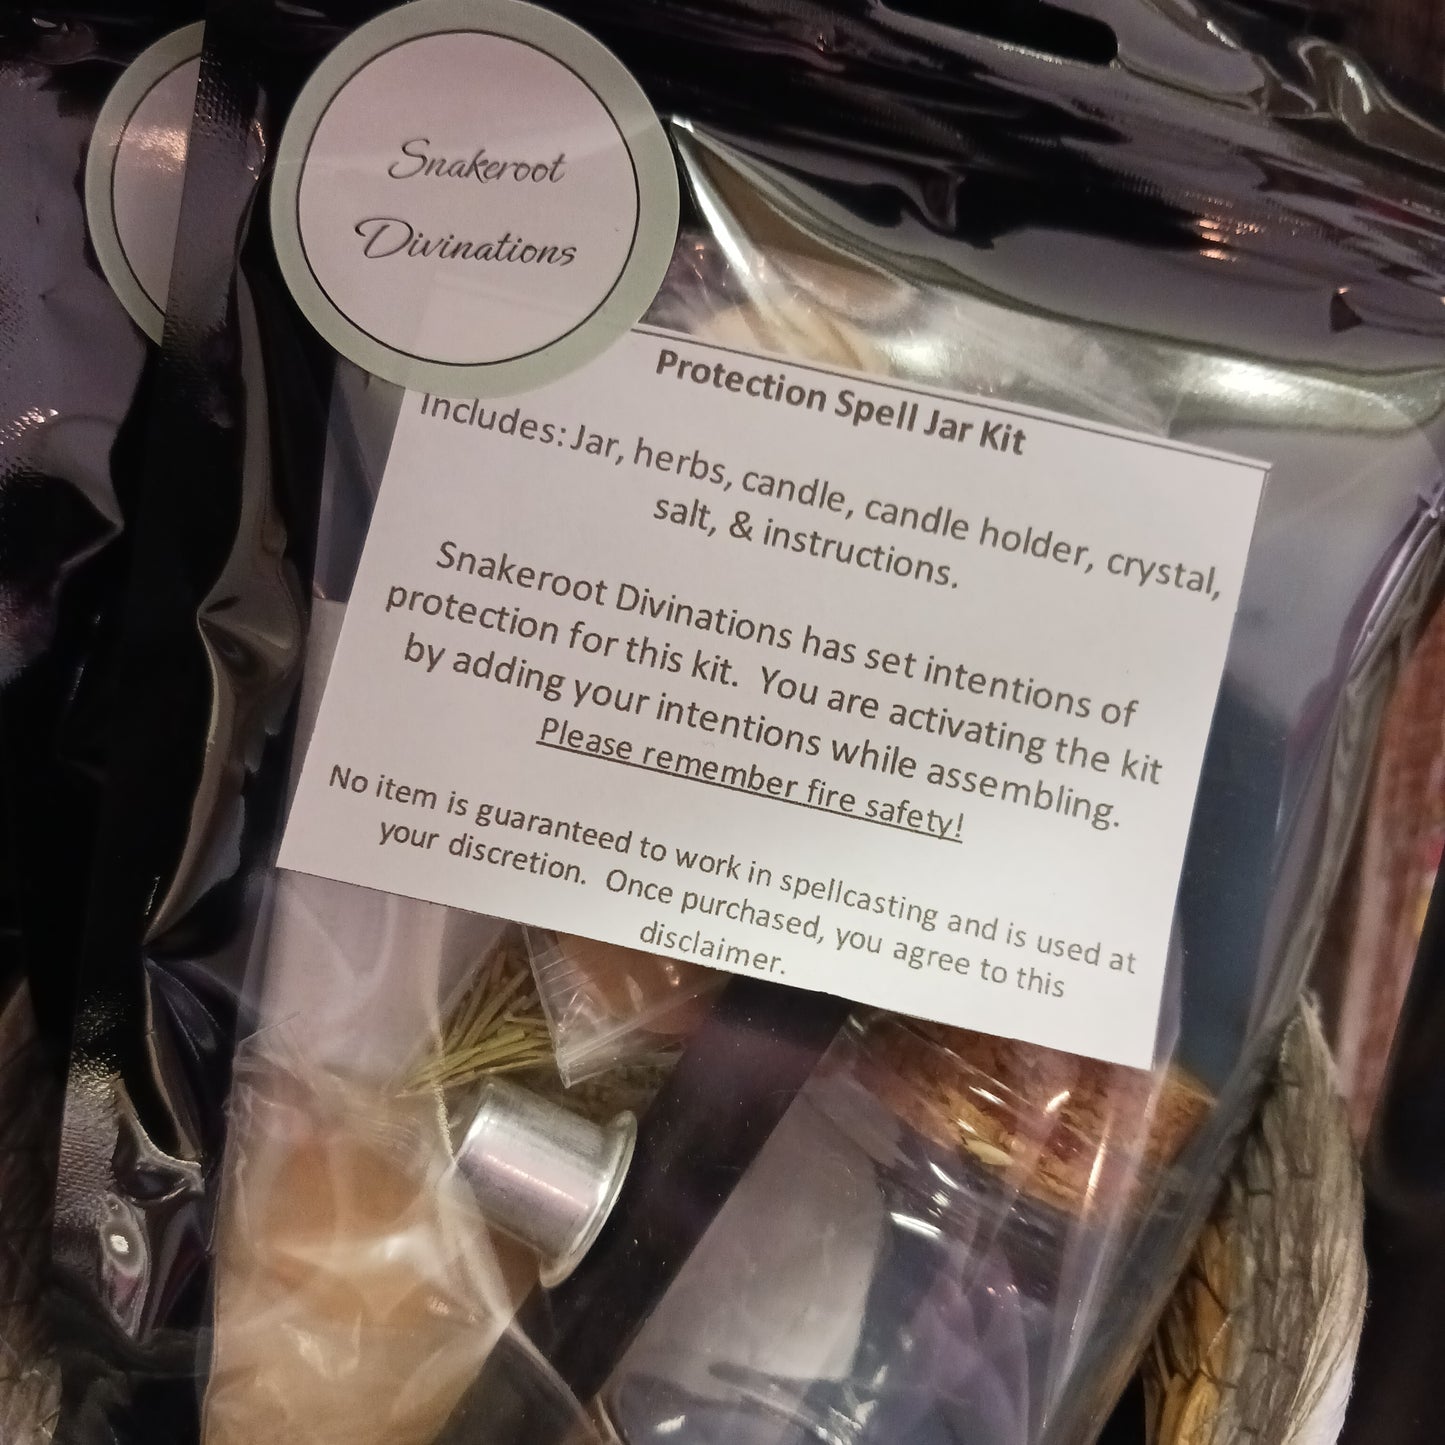 Snakeroot
Divinations
Protection Spell Jar Kit
Includes: Jar, herbs, candle, candle holder, crystal,
salt, & instructions.
Snakeroot Divinations has set intentions of
protection for this kit.  You are activating the kit
by adding your intentions while assembling.
Please remember fire safety!
No item is guaranteed to work in spellcasting and is used at
your discretion.  Once purchased, you agree to this
disclaimer.